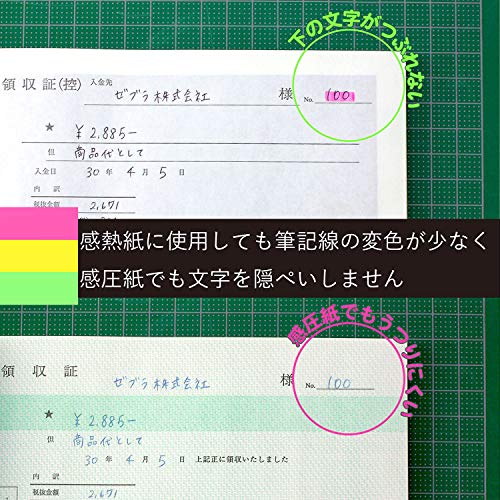 下の文字がつぶれない
領収証(控)
入金先
ゼブラ株式会社 様 No. 100
★ ¥2,885-
但 商品代として
入金日 30年4月5日
内訳
税抜金額 2,671
感熱紙に使用しても筆記線の変色が少なく
感圧紙でも文字を隠ぺいしません
感圧紙でもうつりにくい
領収証
ゼブラ株式会社 様 No. 100
★ ¥2,885-
但 商品代として
30年4月5日 上記正に領収いたしました
内訳
税抜金額 2,671